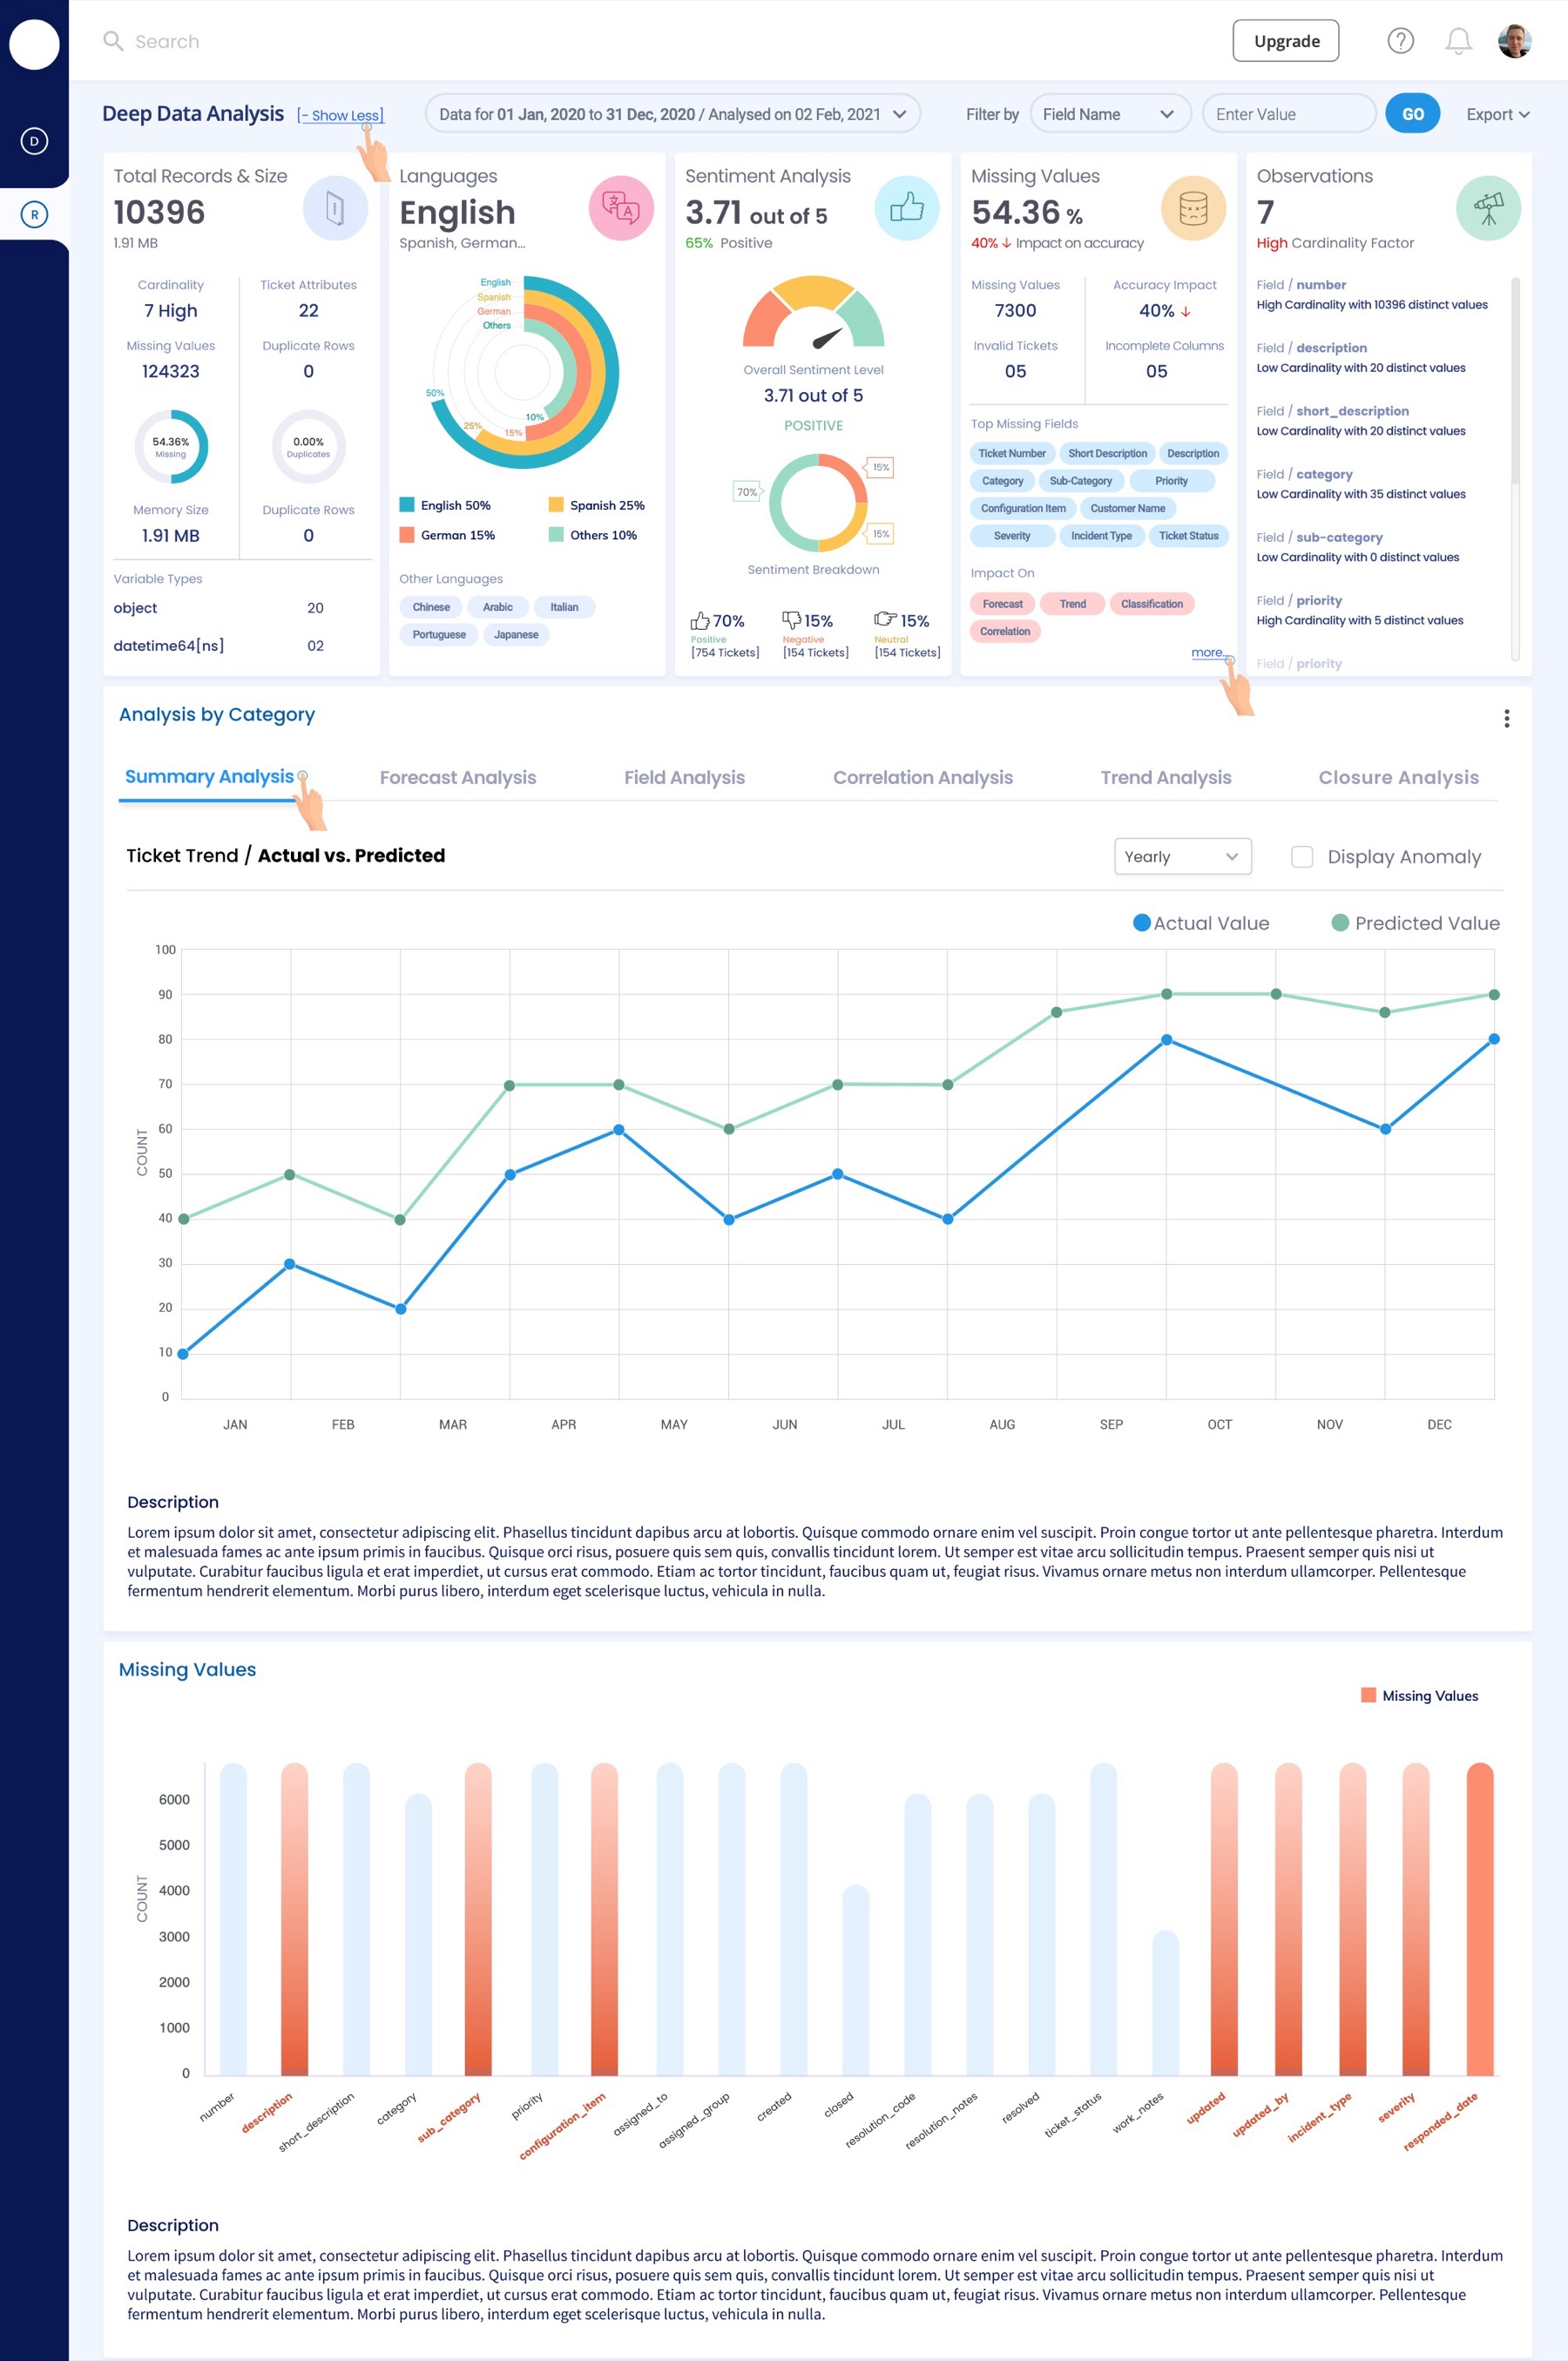 Search
Upgrade
?
D
R
Deep Data Analysis [- Show Less]
Data for 01 Jan, 2020 to 31 Dec, 2020 / Analysed on 02 Feb, 2021
Filter by
Field Name
Enter Value
GO
Export
Total Records & Size
10396
1.91 MB
Cardinality
7 High
Ticket Attributes
22
Missing Values
124323
Duplicate Rows
0
54.36%
Missing
0.00%
Duplicates
Memory Size
1.91 MB
Duplicate Rows
0
Variable Types
object 20
datetime64[ns] 02
Languages
English
Spanish, German...
A
English
Spanish
German
Others
50%
25%
15%
10%
English 50%
Spanish 25%
German 15%
Others 10%
Other Languages
Chinese Arabic Italian
Portuguese Japanese
Sentiment Analysis
3.71 out of 5
65% Positive
Overall Sentiment Level
3.71 out of 5
POSITIVE
15%
70%
15%
Sentiment Breakdown
70% 15% 15%
Positive Negative Neutral
[754 Tickets] [154 Tickets] [154 Tickets]
Missing Values
54.36 %
40% ↓ Impact on accuracy
Missing Values
7300
Accuracy Impact
40% ↓
Invalid Tickets
05
Incomplete Columns
05
Top Missing Fields
Ticket Number Short Description Description
Category Sub-Category Priority
Configuration Item Customer Name
Severity Incident Type Ticket Status
Impact On
Forecast Trend Classification
Correlation
more...
Observations
7
High Cardinality Factor
Field / number
High Cardinality with 10396 distinct values
Field / description
Low Cardinality with 20 distinct values
Field / short_description
Low Cardinality with 20 distinct values
Field / category
Low Cardinality with 35 distinct values
Field / sub-category
Low Cardinality with 0 distinct values
Field / priority
High Cardinality with 5 distinct values
Field / priority
Analysis by Category
Summary Analysis Forecast Analysis Field Analysis Correlation Analysis Trend Analysis Closure Analysis
Ticket Trend / Actual vs. Predicted
Yearly
Display Anomaly
Actual Value Predicted Value
COUNT
100
90
80
70
60
50
40
30
20
10
0
JAN FEB MAR APR MAY JUN JUL AUG SEP OCT NOV DEC
Description
Lorem ipsum dolor sit amet, consectetur adipiscing elit. Phasellus tincidunt dapibus arcu at lobortis. Quisque commodo ornare enim vel suscipit. Proin congue tortor ut ante pellentesque pharetra. Interdum
et malesuada fames ac ante ipsum primis in faucibus. Quisque orci risus, posuere quis sem quis, convallis tincidunt lorem. Ut semper est vitae arcu sollicitudin tempus. Praesent semper quis nisi ut
vulputate. Curabitur faucibus ligula et erat imperdiet, ut cursus erat commodo. Etiam ac tortor tincidunt, faucibus quam ut, feugiat risus. Vivamus ornare metus non interdum ullamcorper. Pellentesque
fermentum hendrerit elementum. Morbi purus libero, interdum eget scelerisque luctus, vehicula in nulla.
Missing Values
Missing Values
COUNT
6000
5000
4000
3000
2000
1000
0
number
description
short_description
category
sub_category
priority
configuration_item
assigned_to
assigned_group
created
closed
resolution_code
resolution_notes
resolved
ticket_status
work_notes
updated
updated_by
incident_type
severity
responded_date
Description
Lorem ipsum dolor sit amet, consectetur adipiscing elit. Phasellus tincidunt dapibus arcu at lobortis. Quisque commodo ornare enim vel suscipit. Proin congue tortor ut ante pellentesque pharetra. Interdum
et malesuada fames ac ante ipsum primis in faucibus. Quisque orci risus, posuere quis sem quis, convallis tincidunt lorem. Ut semper est vitae arcu sollicitudin tempus. Praesent semper quis nisi ut
vulputate. Curabitur faucibus ligula et erat imperdiet, ut cursus erat commodo. Etiam ac tortor tincidunt, faucibus quam ut, feugiat risus. Vivamus ornare metus non interdum ullamcorper. Pellentesque
fermentum hendrerit elementum. Morbi purus libero, interdum eget scelerisque luctus, vehicula in nulla.